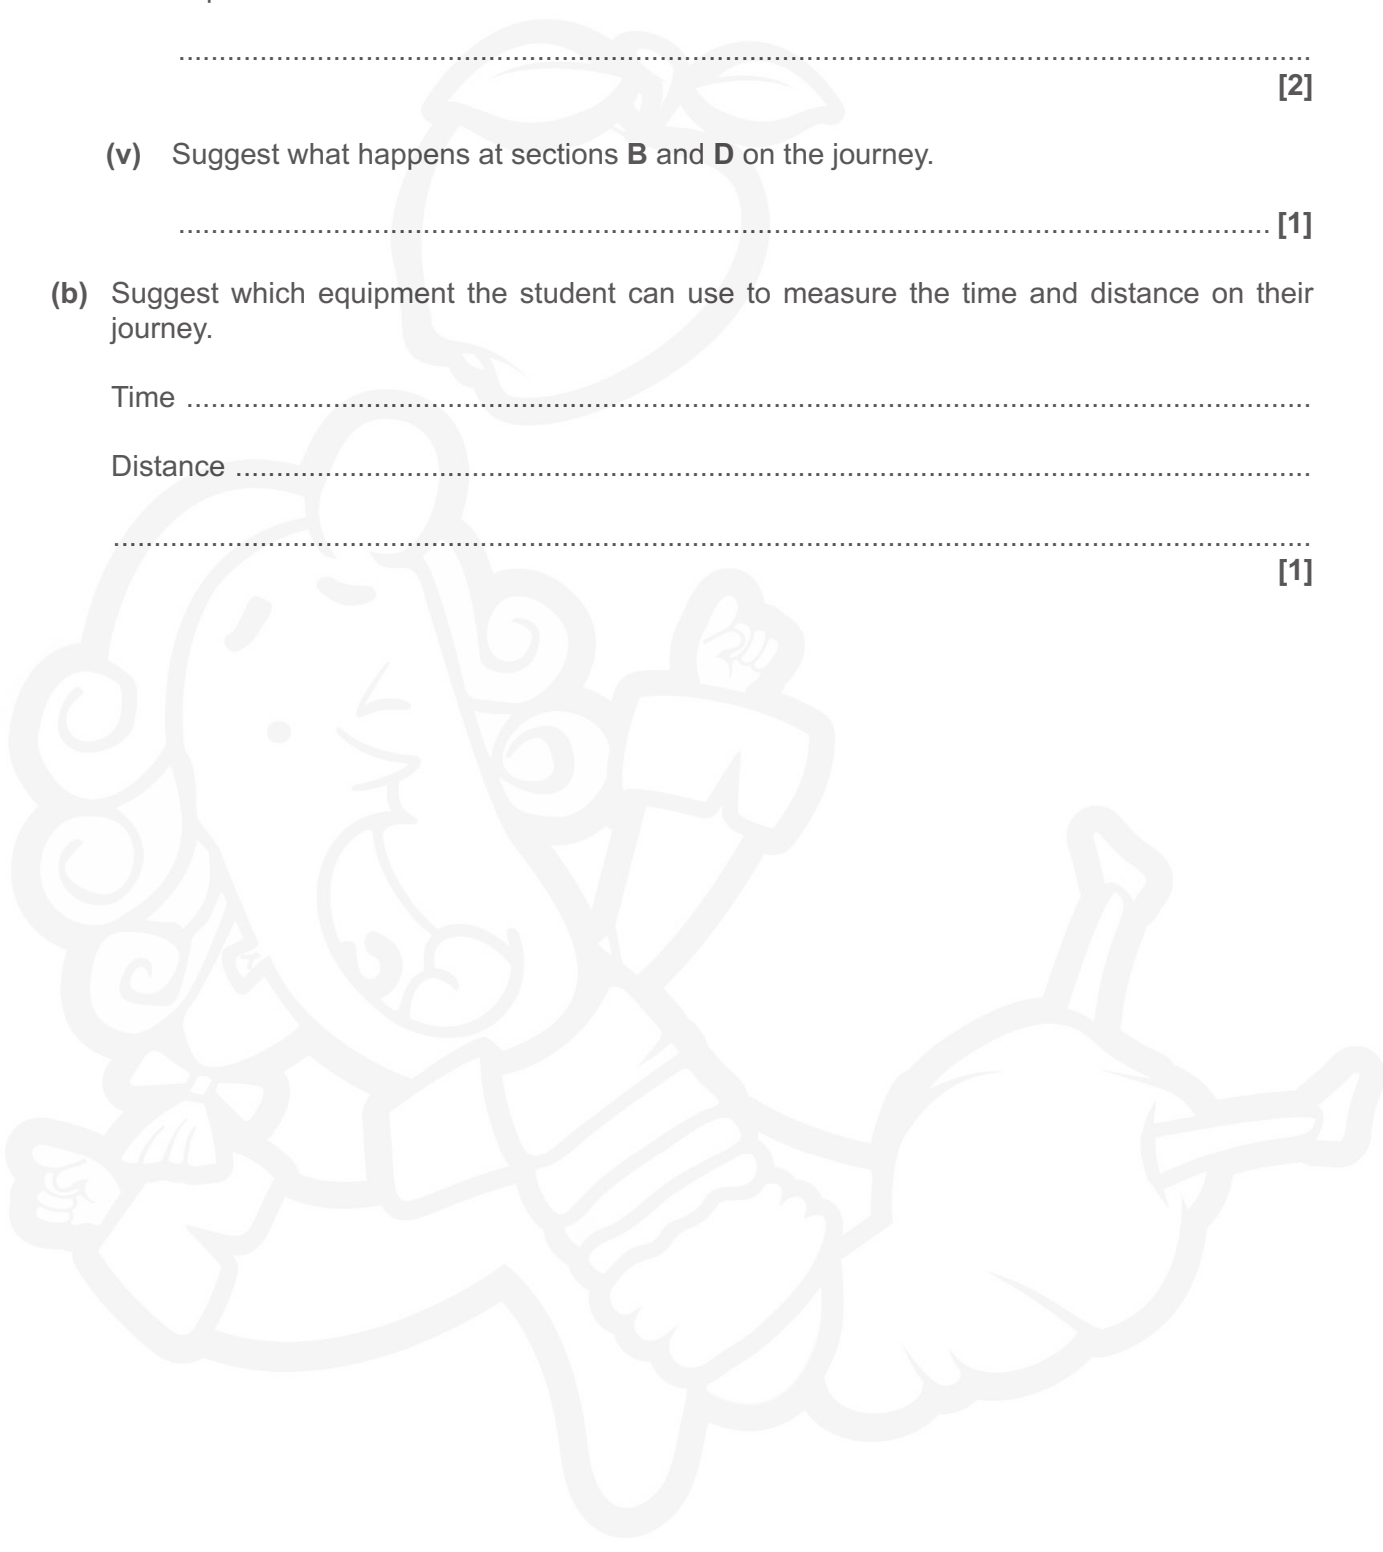 ........................................................................................................................................
[2]
(v) Suggest what happens at sections B and D on the journey.
................................................................................................................................... [1]
(b) Suggest which equipment the student can use to measure the time and distance on their
journey.
Time .......................................................................................................................................
Distance .................................................................................................................................
................................................................................................................................................
[1]